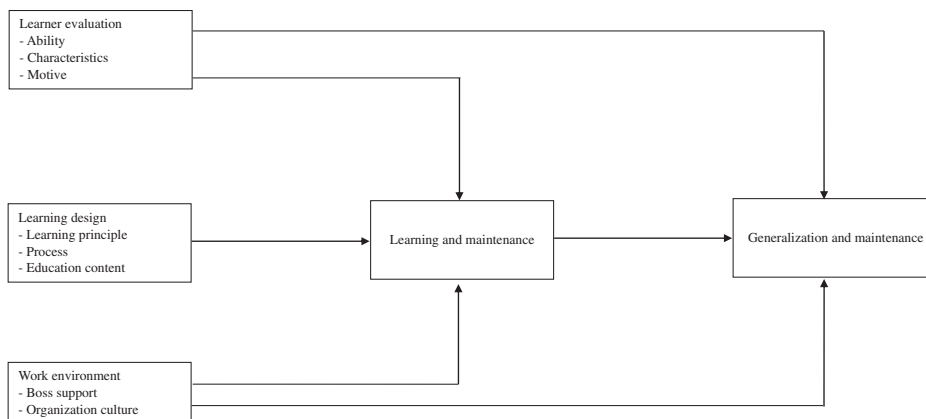 Learner evaluation
- Ability
- Characteristics
- Motive
Learning design
- Learning principle
- Process
- Education content
Learning and maintenance
Generalization and maintenance
Work environment
- Boss support
- Organization culture